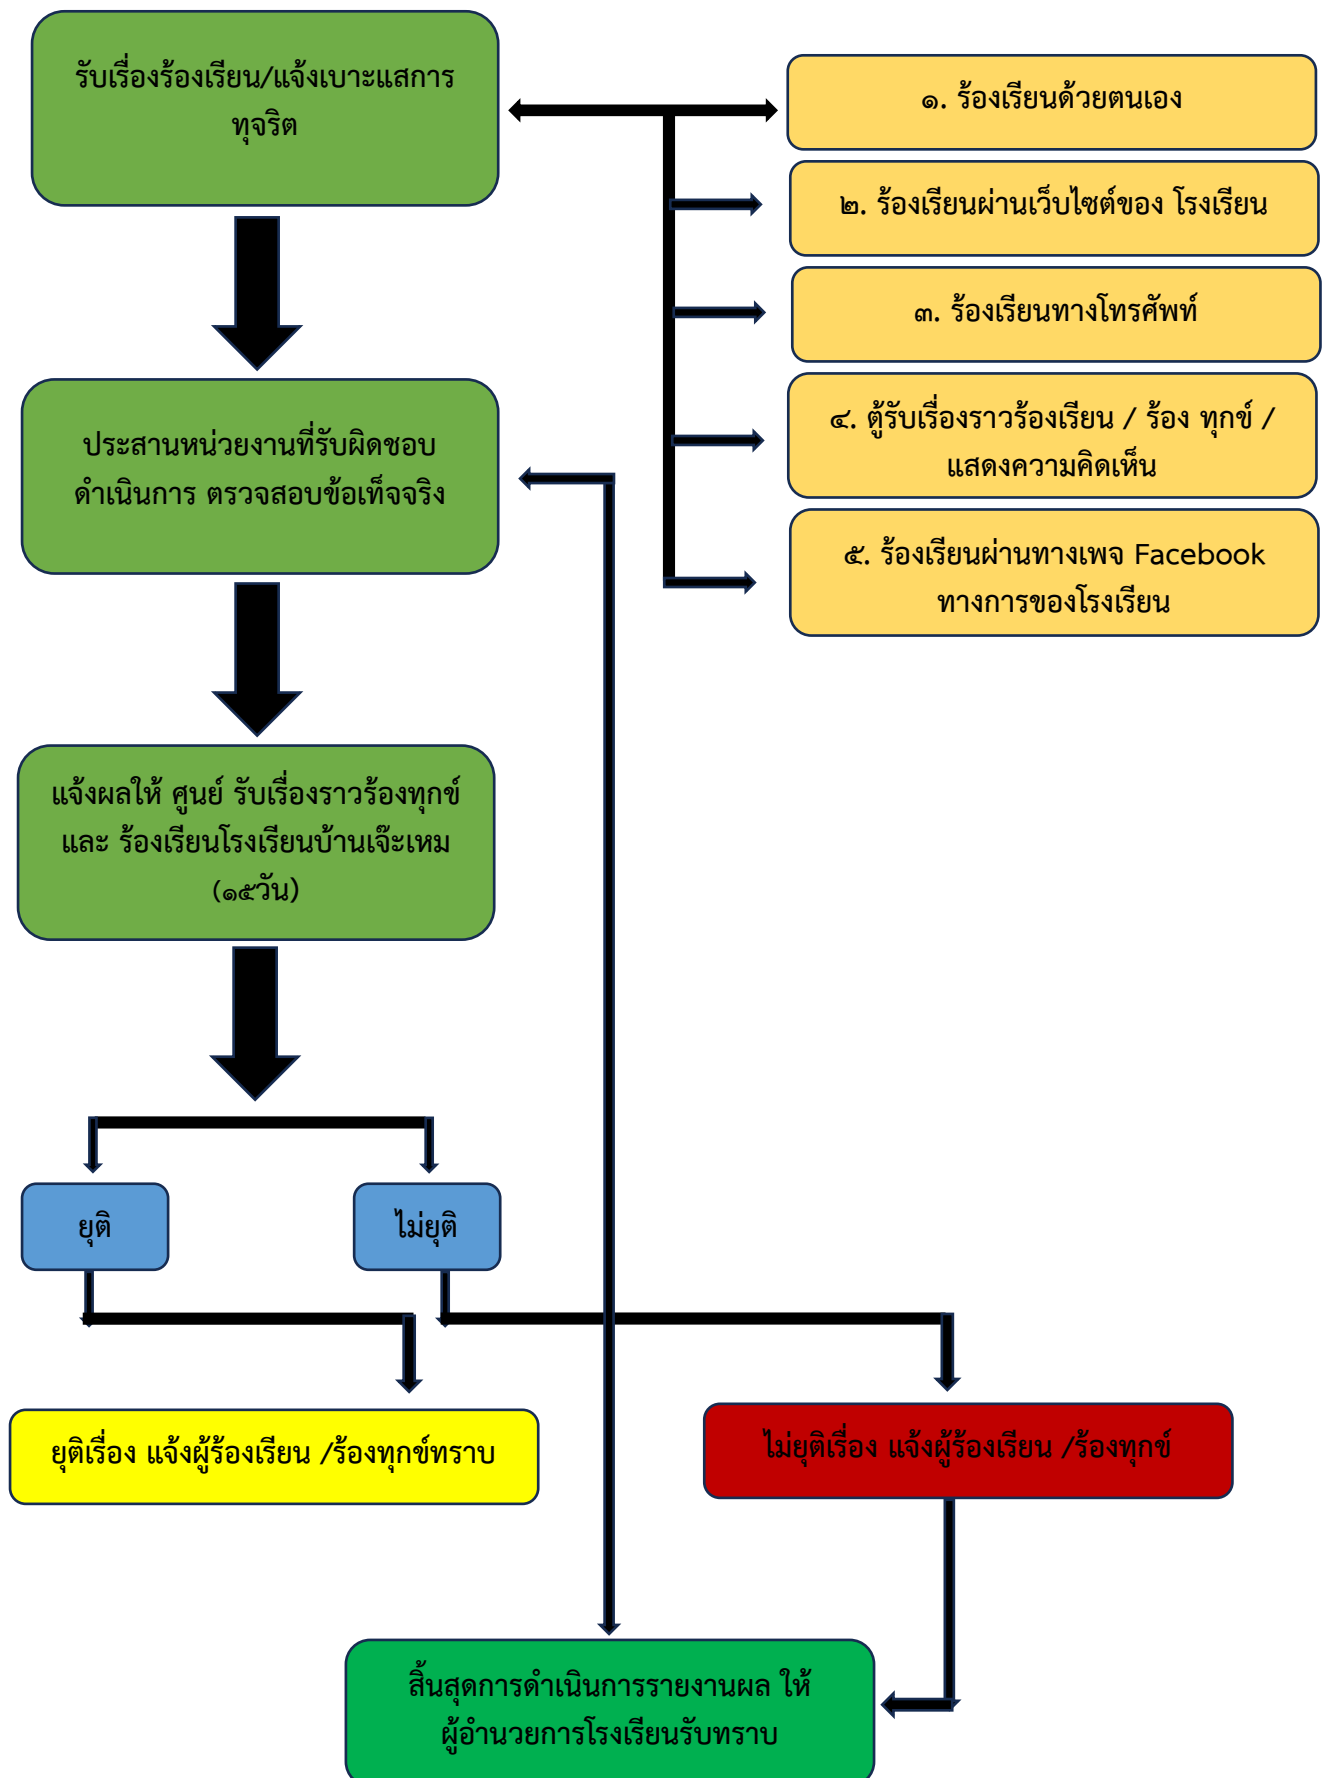 รับเรื่องร้องเรียน/แจ้งเบาะแสการ
ทุจริต
๑. ร้องเรียนด้วยตนเอง
๒. ร้องเรียนผ่านเว็บไซต์ของ โรงเรียน
๓. ร้องเรียนทางโทรศัพท์
๔. ตู้รับเรื่องราวร้องเรียน / ร้อง ทุกข์ /
แสดงความคิดเห็น
๕. ร้องเรียนผ่านทางเพจ Facebook
ทางการของโรงเรียน
ประสานหน่วยงานที่รับผิดชอบ
ดำเนินการ ตรวจสอบข้อเท็จจริง
แจ้งผลให้ ศูนย์ รับเรื่องราวร้องทุกข์
และ ร้องเรียนโรงเรียนบ้านเจ๊ะเหม
(๑๕วัน)
ยุติ
ไม่ยุติ
ยุติเรื่อง แจ้งผู้ร้องเรียน /ร้องทุกข์ทราบ
ไม่ยุติเรื่อง แจ้งผู้ร้องเรียน /ร้องทุกข์
สิ้นสุดการดำเนินการรายงานผล ให้
ผู้อำนวยการโรงเรียนรับทราบ